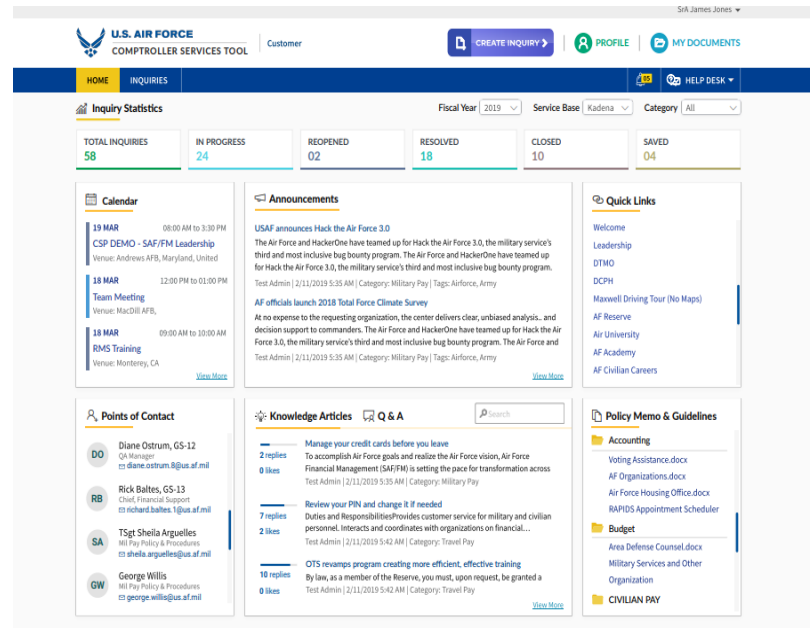 SrA James Jones
U.S. AIR FORCE
COMPTROLLER SERVICES TOOL
Customer
CREATE INQUIRY
PROFILE
MY DOCUMENTS
HOME
INQUIRIES
05
HELP DESK
Inquiry Statistics
Fiscal Year 2019
Service Base Kadena
Category All
TOTAL INQUIRIES
58
IN PROGRESS
24
REOPENED
02
RESOLVED
18
CLOSED
10
SAVED
04
Calendar
19 MAR 08:00 AM to 3:30 PM
CSP DEMO - SAF/FM Leadership
Venue: Andrews AFB, Maryland, United
18 MAR 12:00 PM to 01:00 PM
Team Meeting
Venue: MacDill AFB,
18 MAR 09:00 AM to 10:00 AM
RMS Training
Venue: Monterey, CA
View More
Announcements
USAF announces Hack the Air Force 3.0
The Air Force and HackerOne have teamed up for Hack the Air Force 3.0, the military service's
third and most inclusive bug bounty program. The Air Force and HackerOne have teamed up
for Hack the Air Force 3.0, the military service's third and most inclusive bug bounty program.
Test Admin | 2/11/2019 5:35 AM | Category: Military Pay | Tags: Airforce, Army
AF officials launch 2018 Total Force Climate Survey
At no expense to the requesting organization, the center delivers clear, unbiased analysis.. and
decision support to commanders. The Air Force and HackerOne have teamed up for Hack the Air
Force 3.0, the military service's third and most inclusive bug bounty program. The Air Force and
Test Admin | 2/11/2019 5:35 AM | Category: Military Pay | Tags: Airforce, Army
View More
Quick Links
Welcome
Leadership
DTMO
DCPH
Maxwell Driving Tour (No Maps)
AF Reserve
Air University
AF Academy
AF Civilian Careers
Points of Contact
DO
Diane Ostrum, GS-12
QA Manager
diane.ostrum.8@us.af.mil
RB
Rick Baltes, GS-13
Chief, Financial Support
richard.baltes.1@us.af.mil
SA
TSgt Sheila Arguelles
Mil Pay Policy & Procedures
sheila.arguelles@us.af.mil
GW
George Willis
Mil Pay Policy & Procedures
george.willis@us.af.mil
Knowledge Articles
Q & A
Search
2 replies
0 likes
Manage your credit cards before you leave
To accomplish Air Force goals and realize the Air Force vision, Air Force
Financial Management (SAF/FM) is setting the pace for transformation across
Test Admin | 2/11/2019 5:35 AM | Category: Military Pay
7 replies
2 likes
Review your PIN and change it if needed
Duties and ResponsibilitiesProvides customer service for military and civilian
personnel. Interacts and coordinates with organizations on financial...
Test Admin | 2/11/2019 5:42 AM | Category: Travel Pay
10 replies
0 likes
OTS revamps program creating more efficient, effective training
By law, as a member of the Reserve, you must, upon request, be granted a
Test Admin | 2/11/2019 5:42 AM | Category: Travel Pay
View More
Policy Memo & Guidelines
Accounting
Voting Assistance.docx
AF Organizations.docx
Air Force Housing Office.docx
RAPIDS Appointment Scheduler
Budget
Area Defense Counsel.docx
Military Services and Other
Organization
CIVILIAN PAY